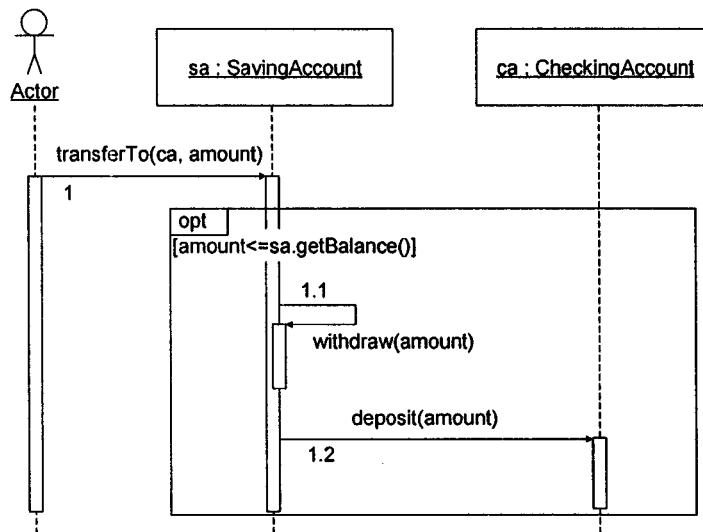 sa : SavingAccount
ca : CheckingAccount
Actor
transferTo(ca, amount)
1
opt
[amount<=sa.getBalance()]
1.1
withdraw(amount)
deposit(amount)
1.2